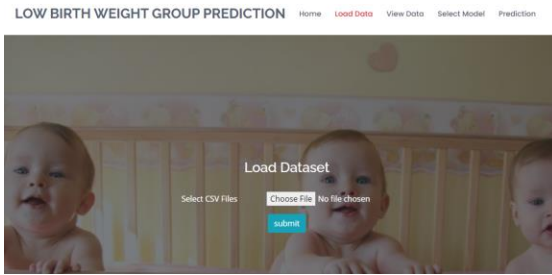 LOW BIRTH WEIGHT GROUP PREDICTION Home Load Data View Data Select Model Prediction
Load Dataset
Select CSV Files Choose File No file chosen
submit